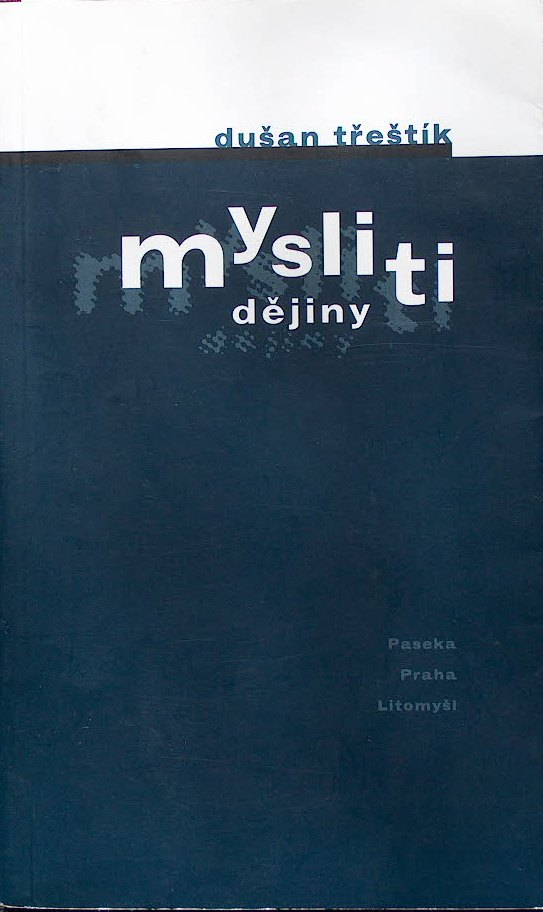 dušan třeštík
mysliti
dějiny
Paseka
Praha
Litomyšl